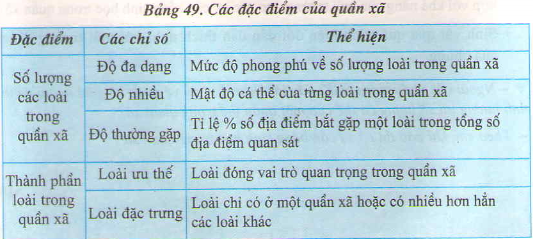 Bảng 49. Các đặc điểm của quần xã
Đặc điểm Các chỉ số Thể hiện
Số lượng các loài trong quần xã
Độ đa dạng Mức độ phong phú về số lượng loài trong quần xã
Độ nhiều Mật độ cá thể của từng loài trong quần xã
Độ thường gặp Tỉ lệ % số địa điểm bắt gặp một loài trong tổng số
địa điểm quan sát
Thành phần loài trong quần xã
Loài ưu thế Loài đóng vai trò quan trọng trong quần xã
Loài đặc trưng Loài chỉ có ở một quần xã hoặc có nhiều hơn hẳn
các loài khác